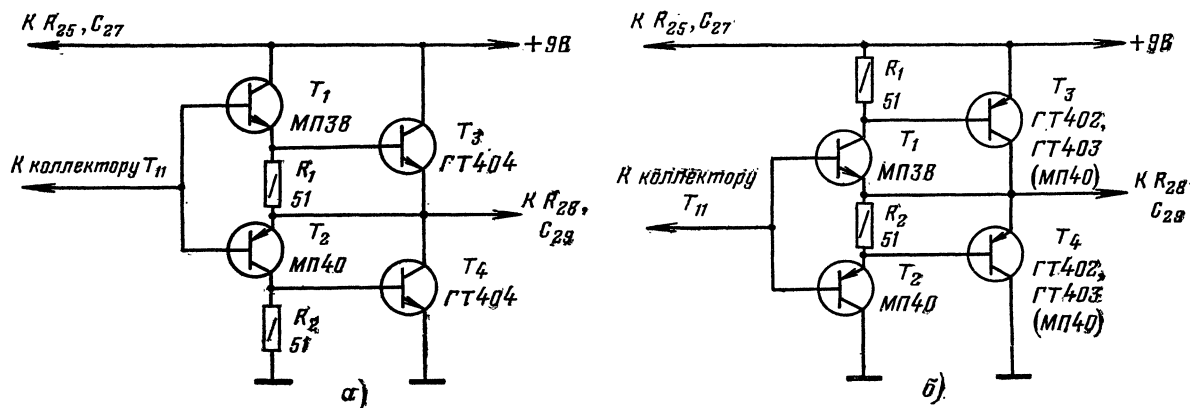 К R25, C27
+9В
T1
МП38
К коллектору T11
R1
51
T3
ГТ404
К R28,
C29
T2
МП40
T4
ГТ404
R2
51
а)
К R25, C27
+9В
R1
51
T3
ГТ402,
ГТ403
(МП40)
T1
МП38
К коллектору
T11
К R28
C29
R2
51
T4
ГТ402,
ГТ403
(МП40)
T2
МП40
б)